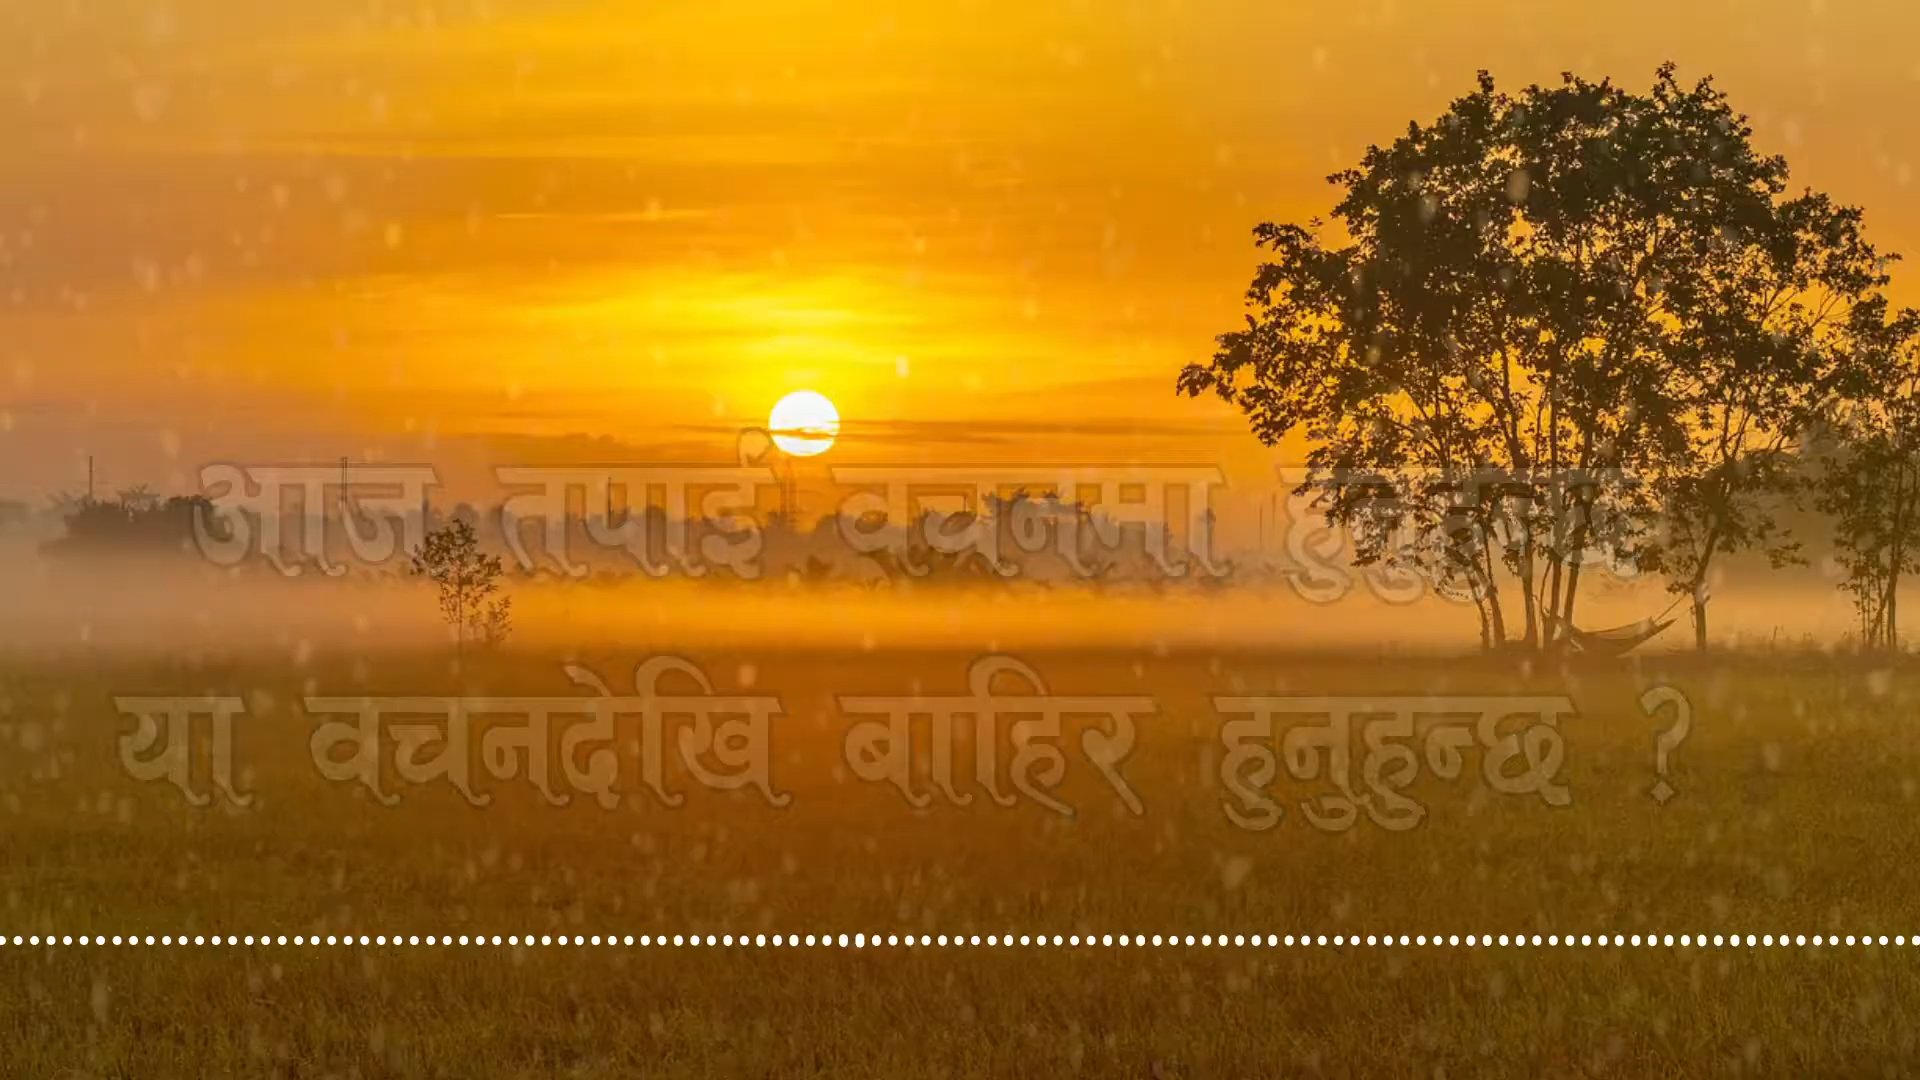 आज तपाईं वचनमा हुनुहुन्छ
या वचनदेखि बाहिर हुनुहुन्छ ?